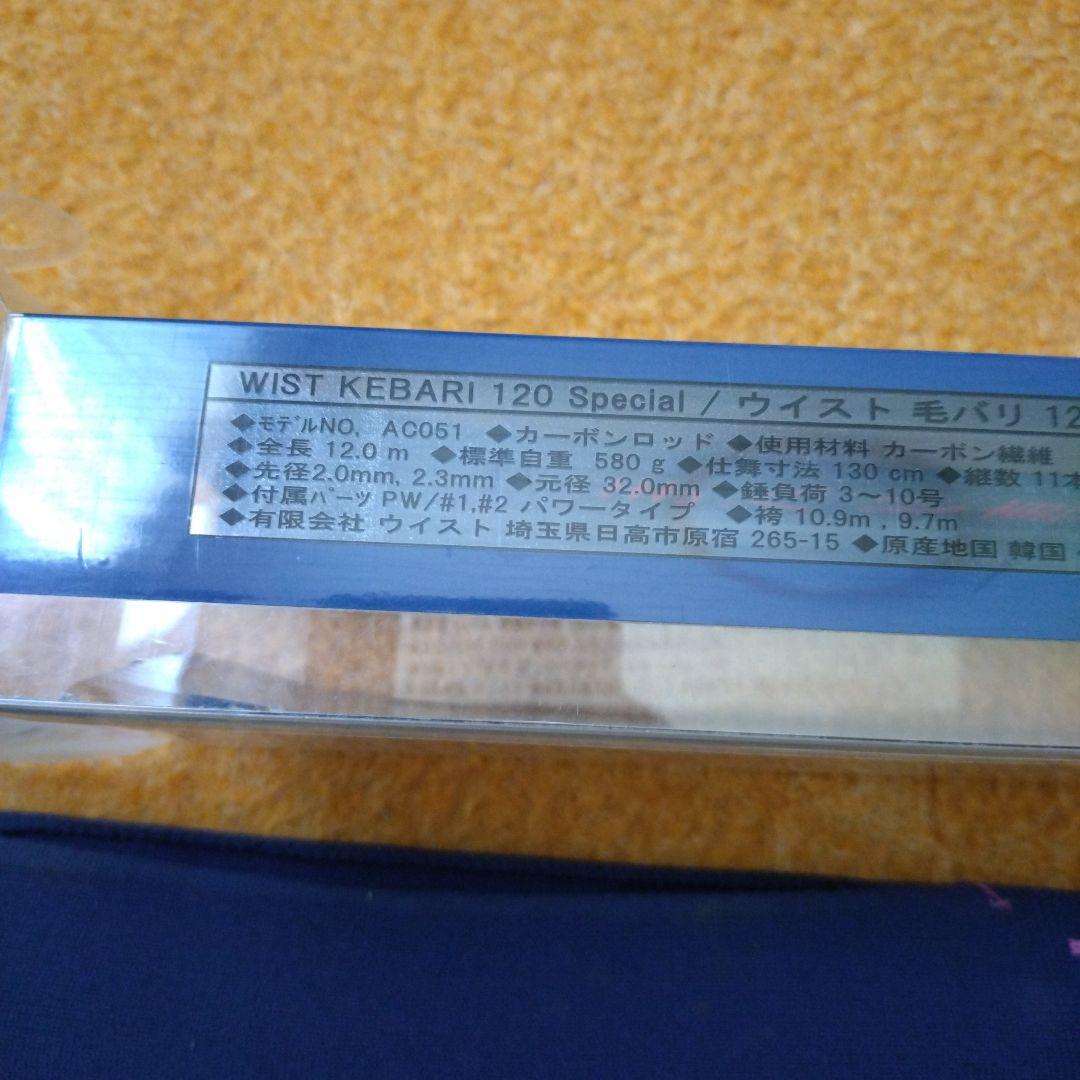 WIST KEBARI 120 Special / ウイスト 毛バリ 12
◆モデルNO, AC051 ◆カーボンロッド ◆使用材料 カーボン繊維
◆全長 12.0 m ◆標準自重 580 g ◆仕舞寸法 130 cm ◆継数 11本
◆先径2.0mm, 2.3mm ◆元径 32.0mm ◆錘負荷 3～10号
◆付属パーツ PW/#1,#2 パワータイプ ◆袴 10.9m , 9.7m
◆有限会社 ウイスト 埼玉県日高市原宿 265-15 ◆原産地国 韓国